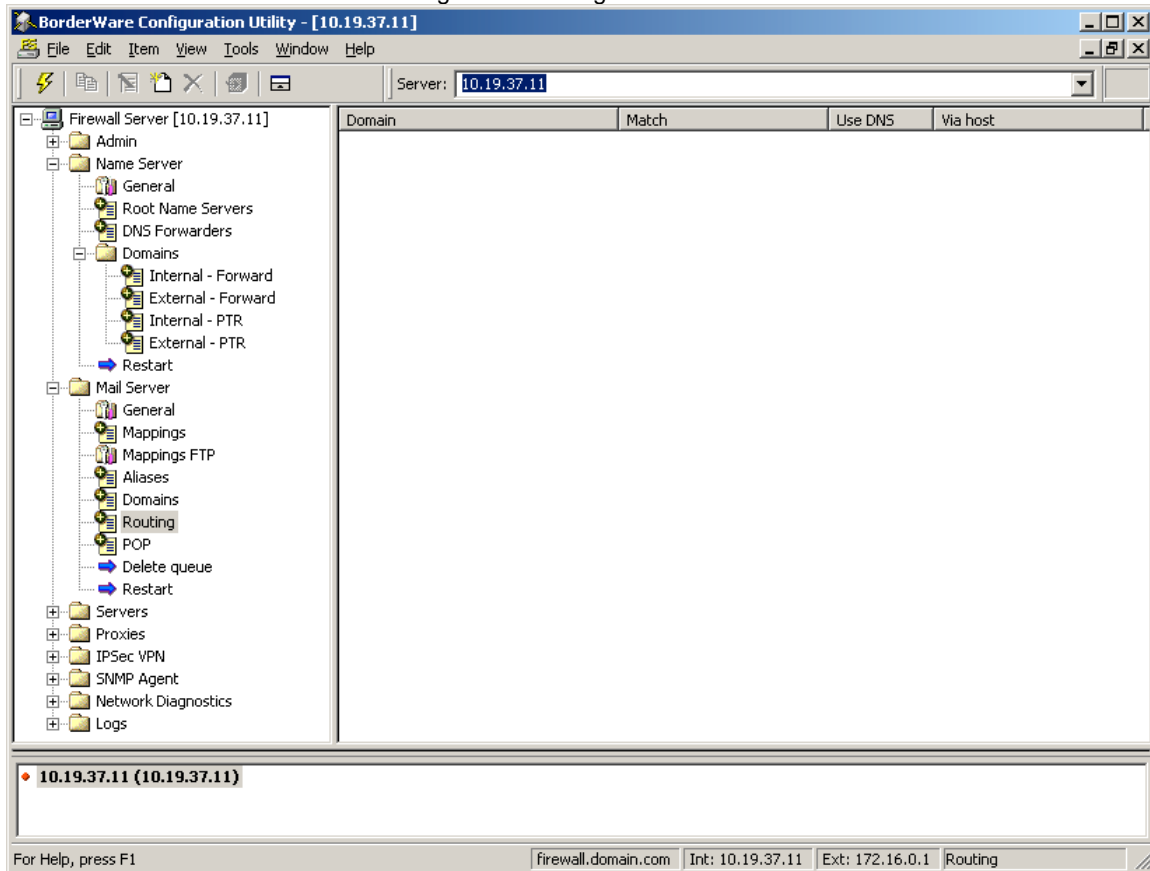 BorderWare Configuration Utility - [10.19.37.11]
File Edit Item View Tools Window Help
Server: 10.19.37.11
Firewall Server [10.19.37.11]
Admin
Name Server
General
Root Name Servers
DNS Forwarders
Domains
Internal - Forward
External - Forward
Internal - PTR
External - PTR
Restart
Mail Server
General
Mappings
Mappings FTP
Aliases
Domains
Routing
POP
Delete queue
Restart
Servers
Proxies
IPSec VPN
SNMP Agent
Network Diagnostics
Logs
Domain Match Use DNS Via host
10.19.37.11 (10.19.37.11)
For Help, press F1 firewall.domain.com Int: 10.19.37.11 Ext: 172.16.0.1 Routing